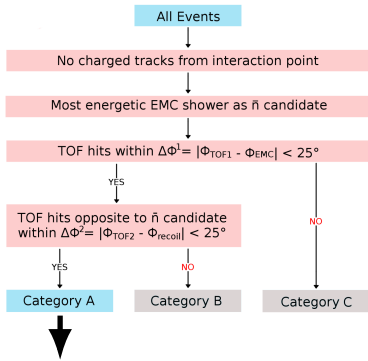 All Events
No charged tracks from interaction point
Most energetic EMC shower as n̄ candidate
TOF hits within ΔΦ¹= |Φ_TOF1 - Φ_EMC| < 25°
YES
NO
TOF hits opposite to n̄ candidate
within ΔΦ²= |Φ_TOF2 - Φ_recoil| < 25°
YES
NO
Category A
Category B
Category C